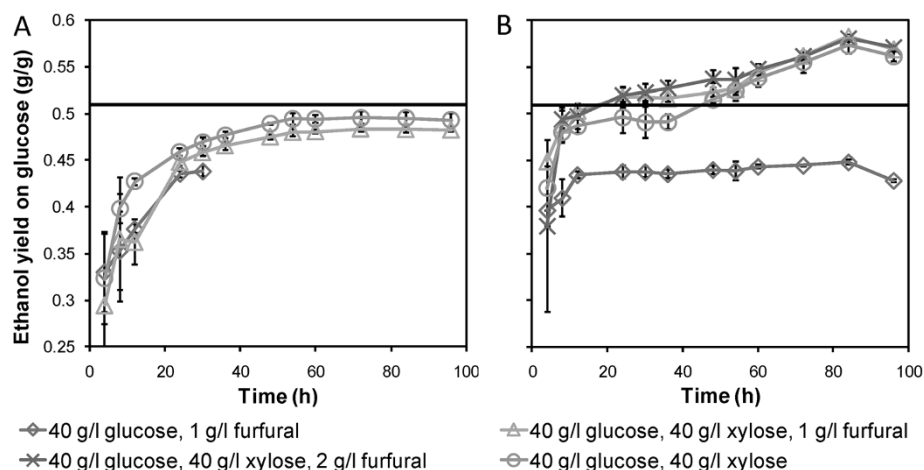 A
B
Ethanol yield on glucose (g/g)
0.6
0.55
0.5
0.45
0.4
0.35
0.3
0.25
0 20 40 60 80 100
0 20 40 60 80 100
Time (h)
Time (h)
40 g/l glucose, 1 g/l furfural
40 g/l glucose, 40 g/l xylose, 1 g/l furfural
40 g/l glucose, 40 g/l xylose, 2 g/l furfural
40 g/l glucose, 40 g/l xylose